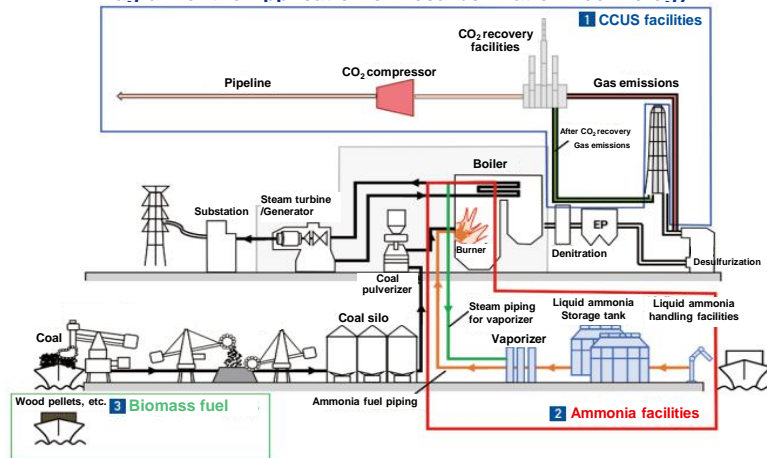 1 CCUS facilities
CO2 recovery
facilities
CO2 compressor
Pipeline
Gas emissions
After CO2 recovery
Gas emissions
Boiler
Steam turbine
/Generator
Substation
EP
Burner
Denitration
Desulfurization
Coal
pulverizer
Steam piping
for vaporizer
Liquid ammonia
Storage tank
Liquid ammonia
handling facilities
Coal silo
Coal
Vaporizer
Ammonia fuel piping
Wood pellets, etc.
3 Biomass fuel
2 Ammonia facilities